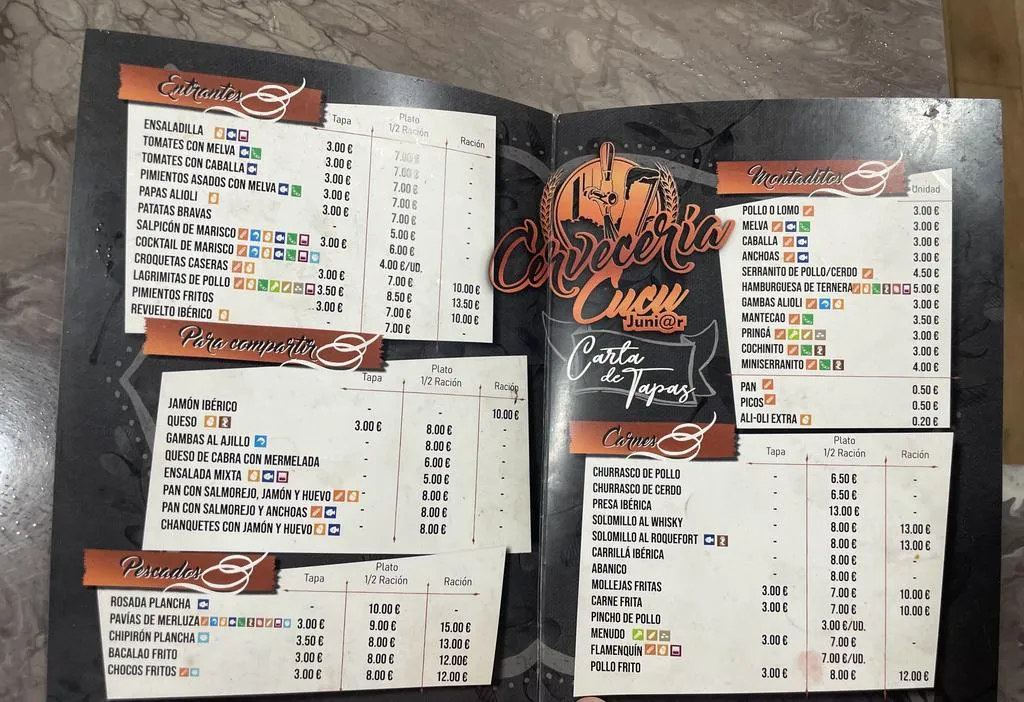 Entrantes
Tapa Plato 1/2 Ración Ración
ENSALADILLA 3.00 € 7.00 € -
TOMATES CON MELVA 3.00 € 7.00 € -
TOMATES CON CABALLA 3.00 € 7.00 € -
PIMIENTOS ASADOS CON MELVA 3.00 € 7.00 € -
PAPAS ALIOLI 3.00 € 7.00 € -
PATATAS BRAVAS - 5.00 € -
SALPICÓN DE MARISCO 3.00 € 6.00 € -
COCKTAIL DE MARISCO - 4.00 €/UD. -
CROQUETAS CASERAS 3.00 € 7.00 € 10.00 €
LAGRIMITAS DE POLLO 3.50 € 8.50 € 13.50 €
PIMIENTOS FRITOS 3.00 € 7.00 € 10.00 €
REVUELTO IBÉRICO - 7.00 € -
Para compartir
Tapa Plato 1/2 Ración Ración
JAMÓN IBÉRICO - - 10.00 €
QUESO 3.00 € 8.00 € -
GAMBAS AL AJILLO - 8.00 € -
QUESO DE CABRA CON MERMELADA - 6.00 € -
ENSALADA MIXTA - 5.00 € -
PAN CON SALMOREJO, JAMÓN Y HUEVO - 8.00 € -
PAN CON SALMOREJO Y ANCHOAS - 8.00 € -
CHANQUETES CON JAMÓN Y HUEVO - 8.00 € -
Pescados
Tapa Plato 1/2 Ración Ración
ROSADA PLANCHA - 10.00 € -
PAVÍAS DE MERLUZA 3.00 € 9.00 € 15.00 €
CHIPIRÓN PLANCHA 3.50 € 8.00 € 13.00 €
BACALAO FRITO 3.00 € 8.00 € 12.00€
CHOCOS FRITOS 3.00 € 8.00 € 12.00 €
Cervecería
Cucu
Juni@r
Carta
de
Tapas
Montaditos
Unidad
POLLO O LOMO 3.00 €
MELVA 3.00 €
CABALLA 3.00 €
ANCHOAS 3.00 €
SERRANITO DE POLLO/CERDO 4.50 €
HAMBURGUESA DE TERNERA 5.00 €
GAMBAS ALIOLI 3.00 €
MANTECAO 3.50 €
PRINGÁ 3.00 €
COCHINITO 3.00 €
MINISERRANITO 4.00 €
PAN 0.50 €
PICOS 0.50 €
ALI-OLI EXTRA 0.20 €
Carnes
Tapa Plato 1/2 Ración Ración
CHURRASCO DE POLLO - 6.50 € -
CHURRASCO DE CERDO - 6.50 € -
PRESA IBÉRICA - 13.00 € -
SOLOMILLO AL WHISKY - 8.00 € 13.00 €
SOLOMILLO AL ROQUEFORT - 8.00 € 13.00 €
CARRILLÁ IBÉRICA - 8.00 € -
ABANICO - 8.00 € -
MOLLEJAS FRITAS 3.00 € 7.00 € 10.00 €
CARNE FRITA 3.00 € 7.00 € 10.00 €
PINCHO DE POLLO - 3.00 €/UD. -
MENUDO 3.00 € 7.00 € -
FLAMENQUÍN - 7.00 €/UD. -
POLLO FRITO 3.00 € 8.00 € 12.00 €